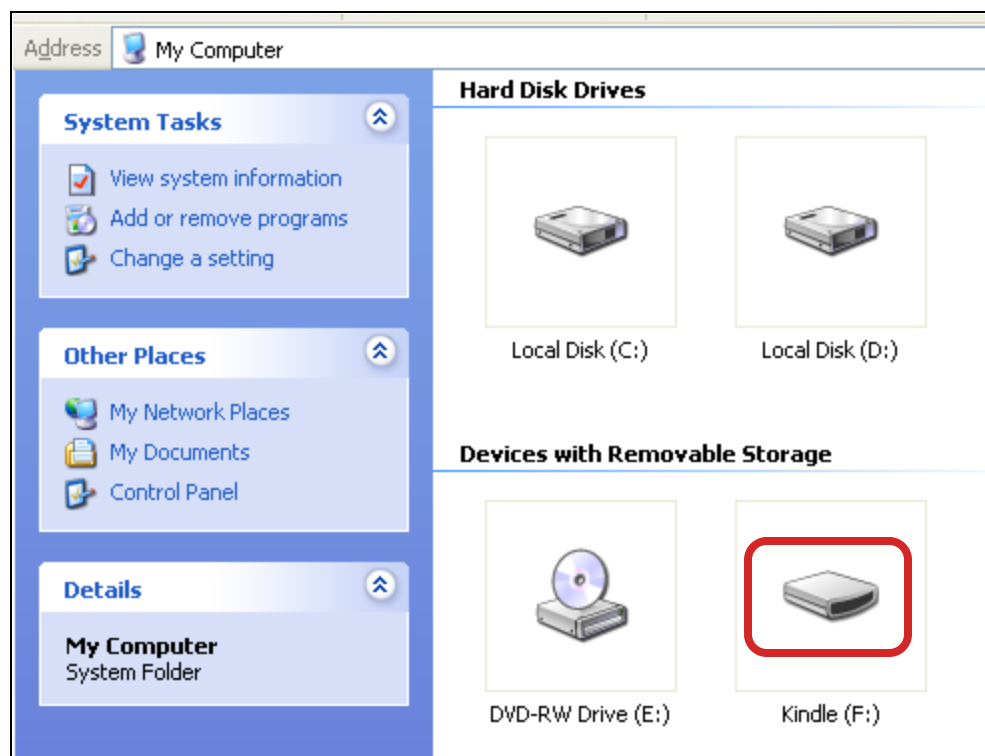 Address My Computer
System Tasks
View system information
Add or remove programs
Change a setting
Other Places
My Network Places
My Documents
Control Panel
Details
My Computer
System Folder
Hard Disk Drives
Local Disk (C:) Local Disk (D:)
Devices with Removable Storage
DVD-RW Drive (E:) Kindle (F:)